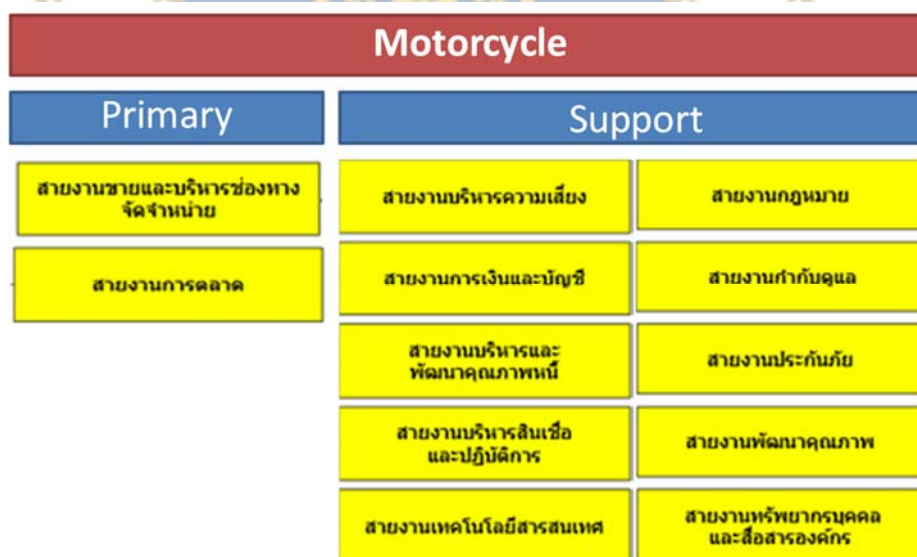 Motorcycle
Primary
Support
สายงานขายและบริหารช่องทาง
จัดจำหน่าย
สายงานการตลาด
สายงานบริหารความเสี่ยง
สายงานกฎหมาย
สายงานการเงินและบัญชี
สายงานกำกับดูแล
สายงานบริหารและ
พัฒนาคุณภาพหนี้
สายงานประกันภัย
สายงานบริหารสินเชื่อ
และปฏิบัติการ
สายงานพัฒนาคุณภาพ
สายงานเทคโนโลยีสารสนเทศ
สายงานทรัพยากรบุคคล
และสื่อสารองค์กร